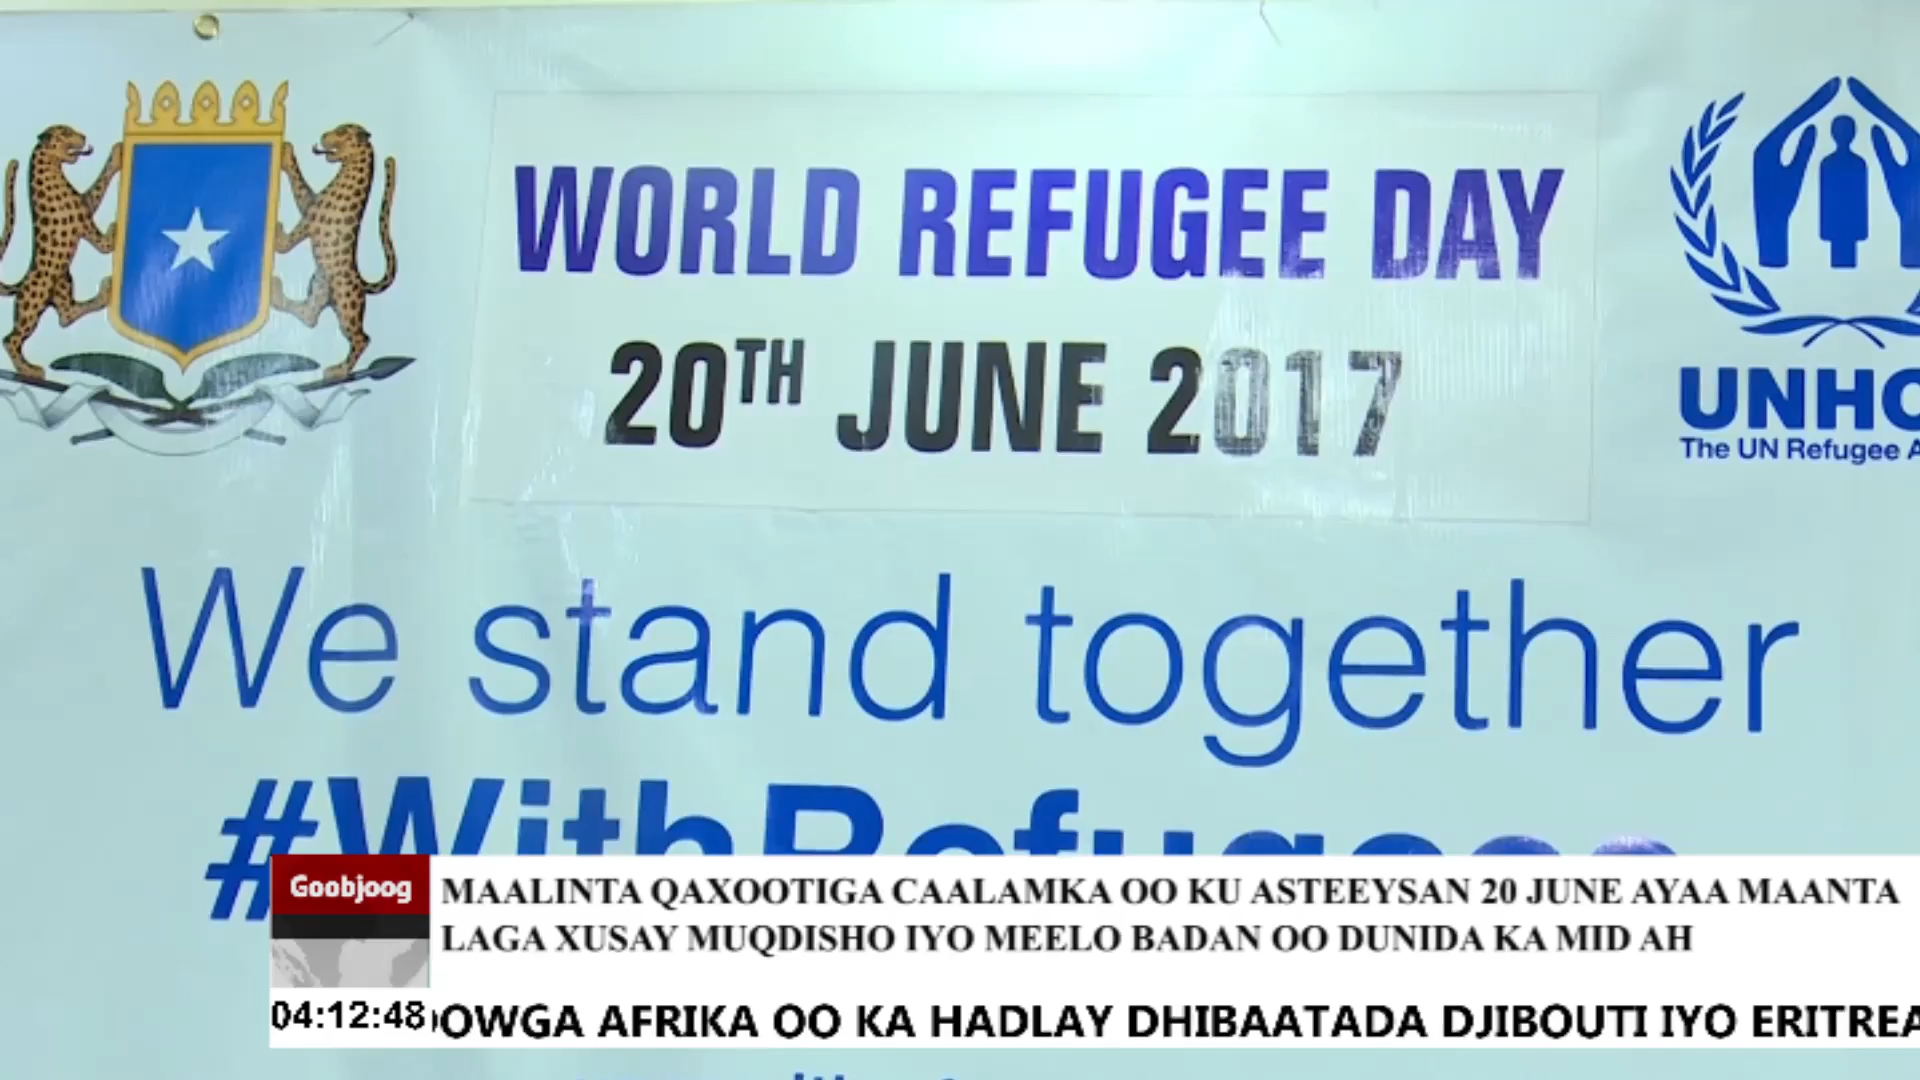 WORLD REFUGEE DAY
20TH JUNE 2017
UNHC
The UN Refugee A
We stand together
#WithRefugees
Goobjoog
MAALINTA QAXOOTIGA CAALAMKA OO KU ASTEEYSAN 20 JUNE AYAA MAANTA
LAGA XUSAY MUQDISHO IYO MEELO BADAN OO DUNIDA KA MID AH
04:12:48
OWGA AFRIKA OO KA HADLAY DHIBAATADA DJIBOUTI IYO ERITREA